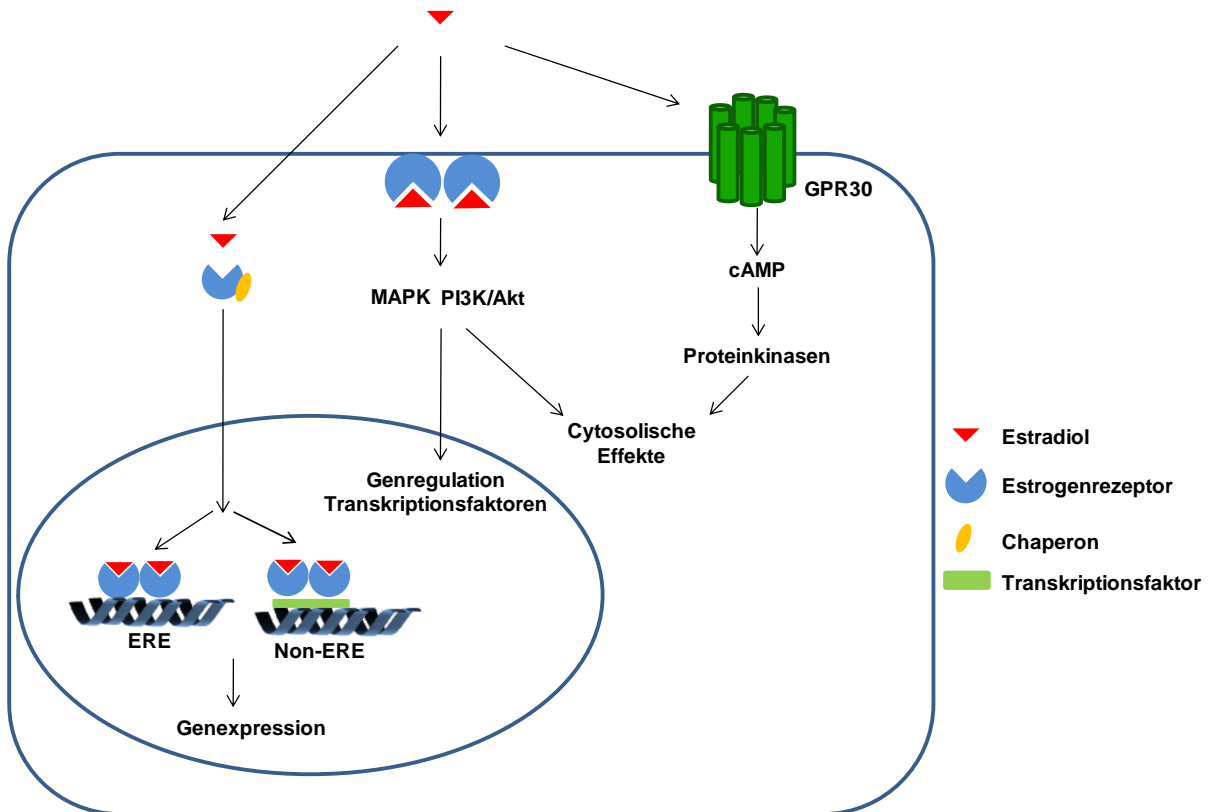 GPR30
cAMP
MAPK PI3K/Akt
Proteinkinasen
Cytosolische
Effekte
Genregulation
Transkriptionsfaktoren
ERE
Non-ERE
Genexpression
Estradiol
Estrogenrezeptor
Chaperon
Transkriptionsfaktor